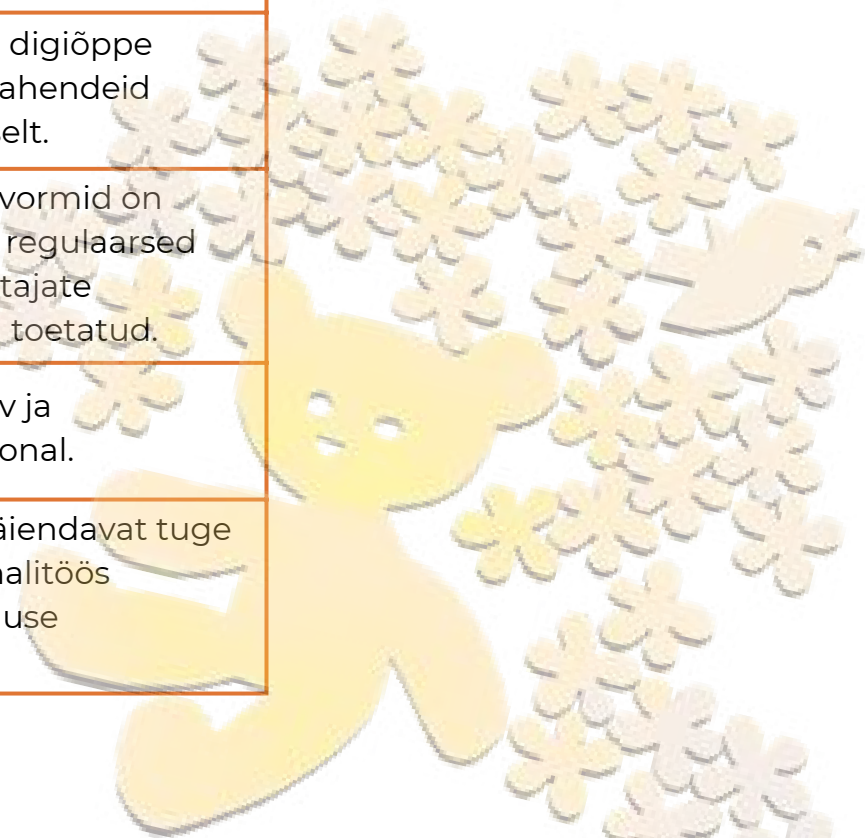 digiõppe
ahendeid
elt.
vormid on
regulaarsed
tajate
toetatud.
v ja
onal.
äiendavat tuge
alitöös
use